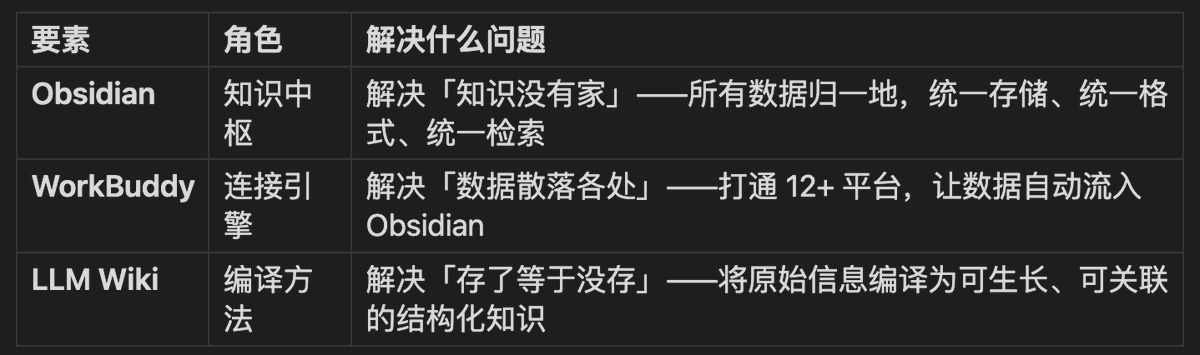 要素 角色 解决什么问题
Obsidian 知识中枢 解决「知识没有家」——所有数据归一地，统一存储、统一格式、统一检索
WorkBuddy 连接引擎 解决「数据散落各处」——打通 12+ 平台，让数据自动流入 Obsidian
LLM Wiki 编译方法 解决「存了等于没存」——将原始信息编译为可生长、可关联的结构化知识